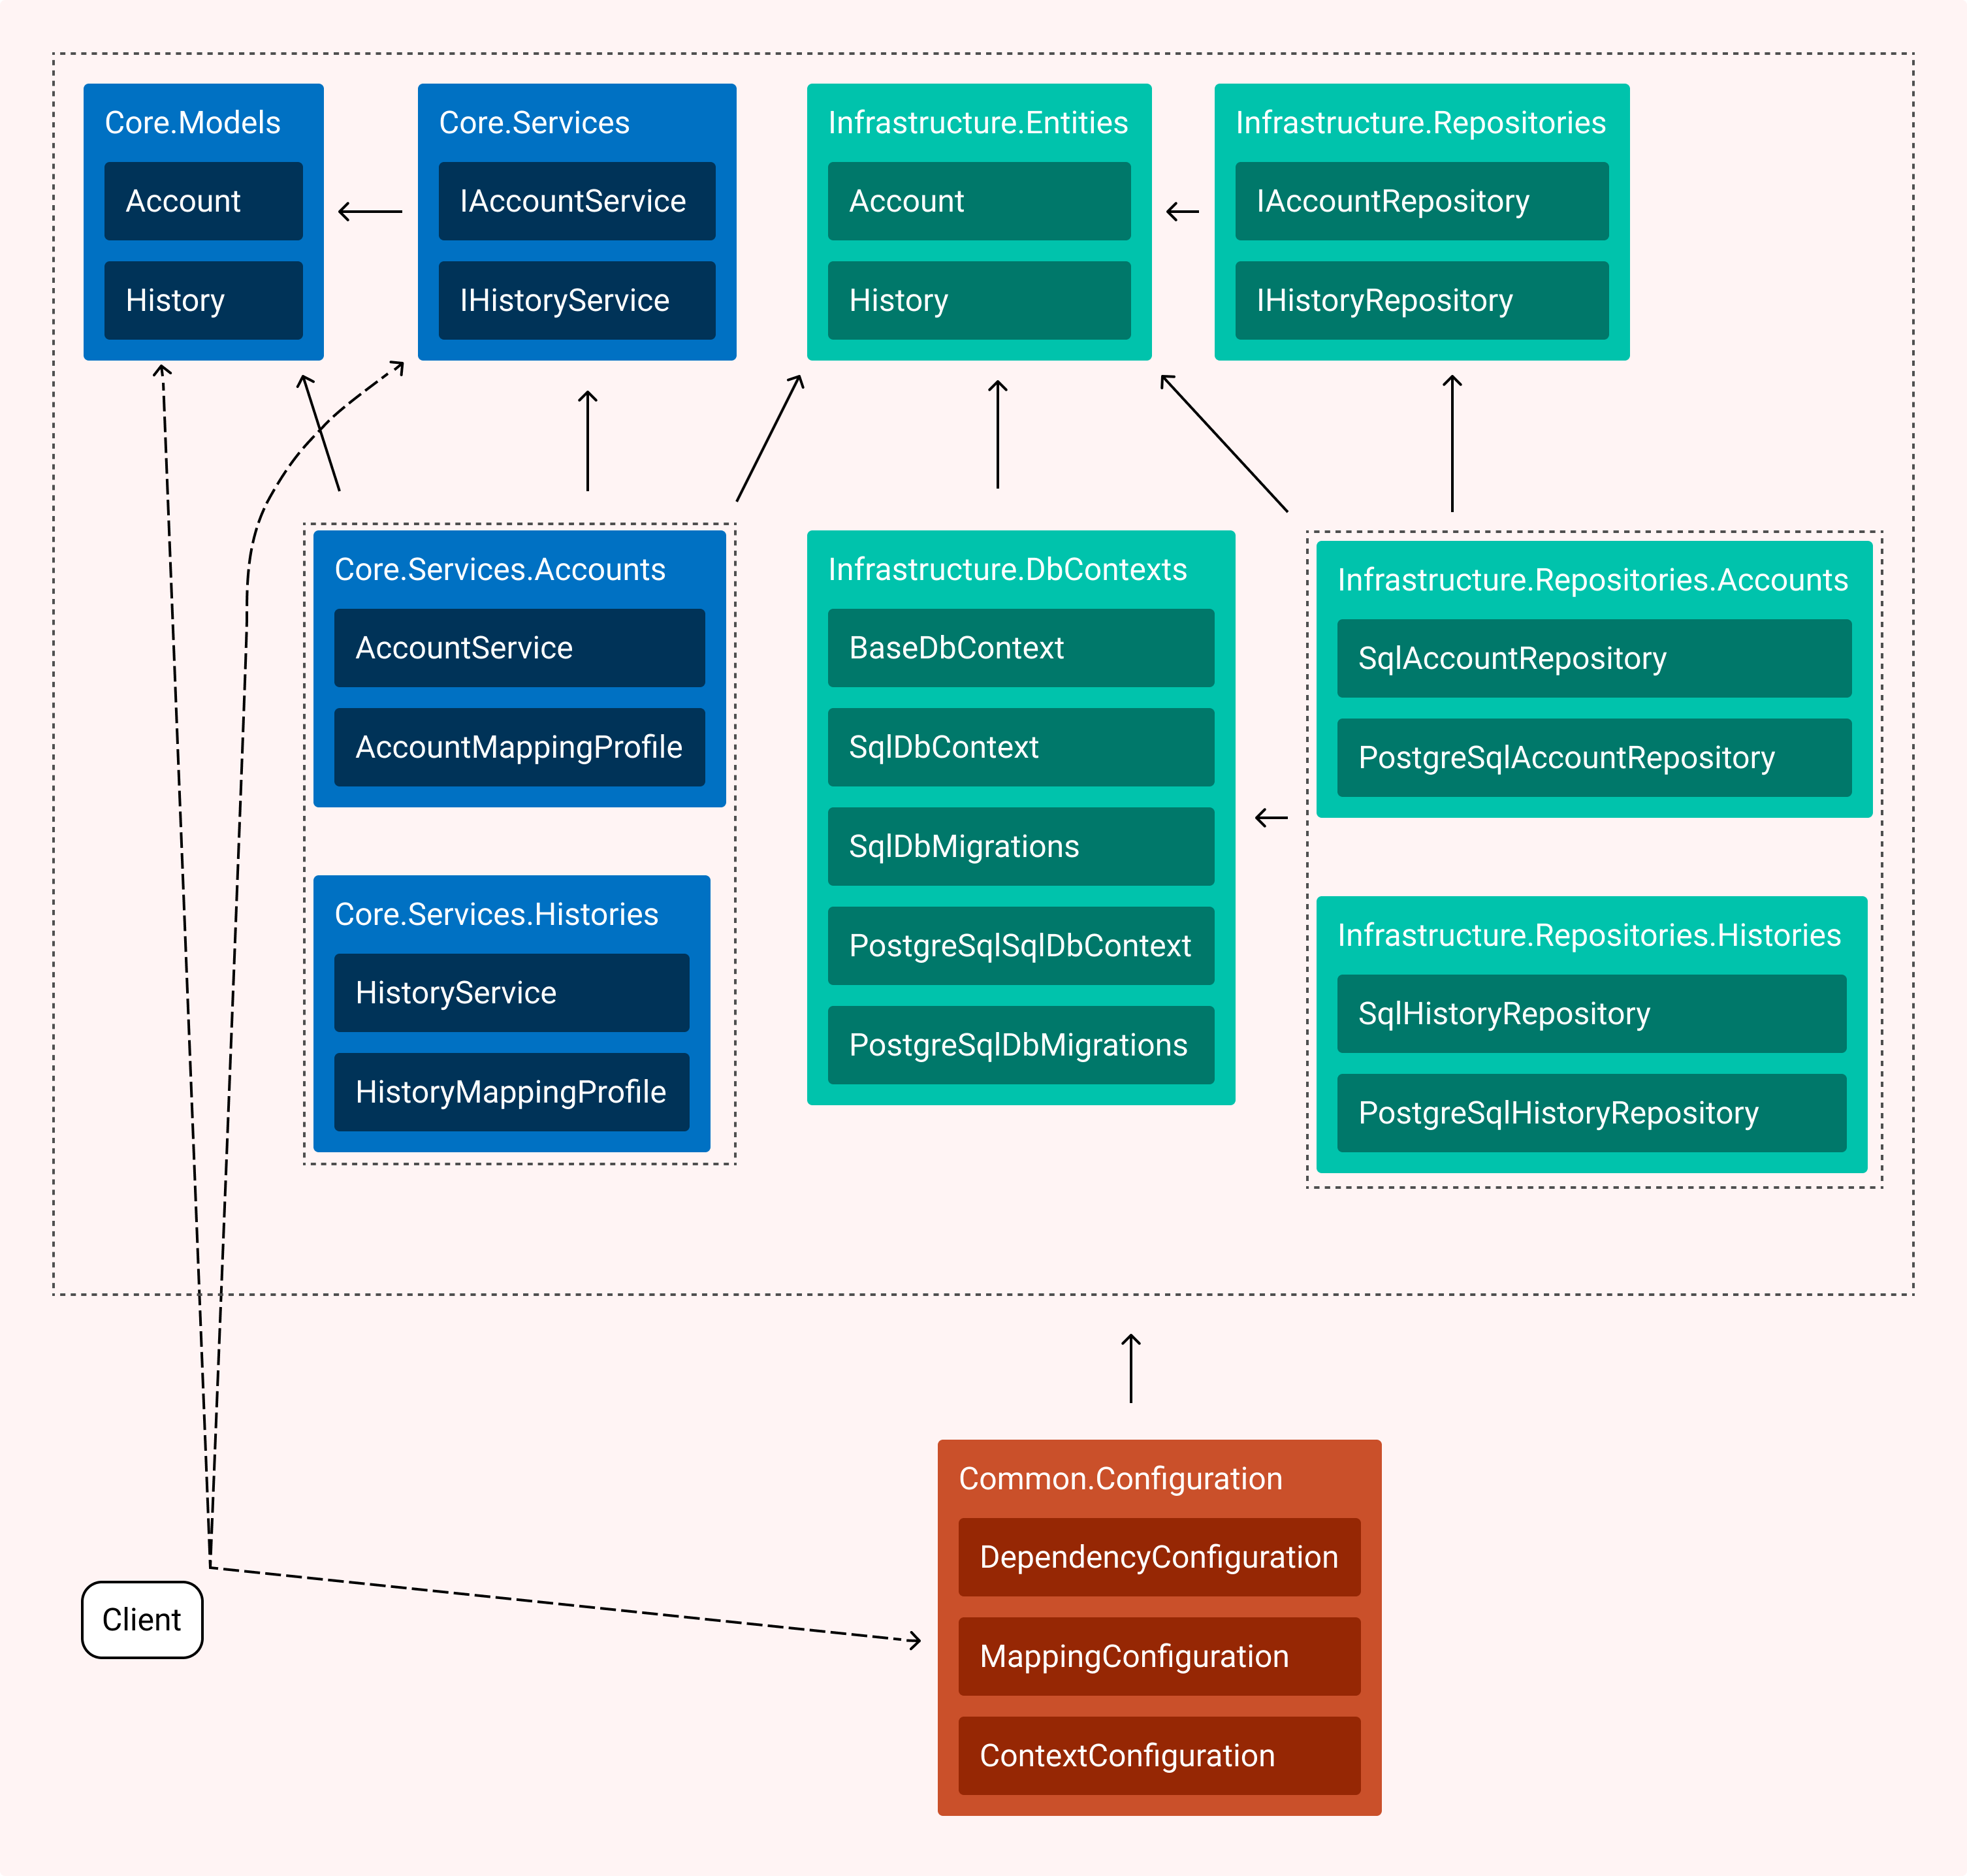 Core.Models
Account
History
Core.Services
IAccountService
IHistoryService
Infrastructure.Entities
Account
History
Infrastructure.Repositories
IAccountRepository
IHistoryRepository
Core.Services.Accounts
AccountService
AccountMappingProfile
Core.Services.Histories
HistoryService
HistoryMappingProfile
Infrastructure.DbContexts
BaseDbContext
SqlDbContext
SqlDbMigrations
PostgreSqlSqlDbContext
PostgreSqlDbMigrations
Infrastructure.Repositories.Accounts
SqlAccountRepository
PostgreSqlAccountRepository
Infrastructure.Repositories.Histories
SqlHistoryRepository
PostgreSqlHistoryRepository
Client
Common.Configuration
DependencyConfiguration
MappingConfiguration
ContextConfiguration